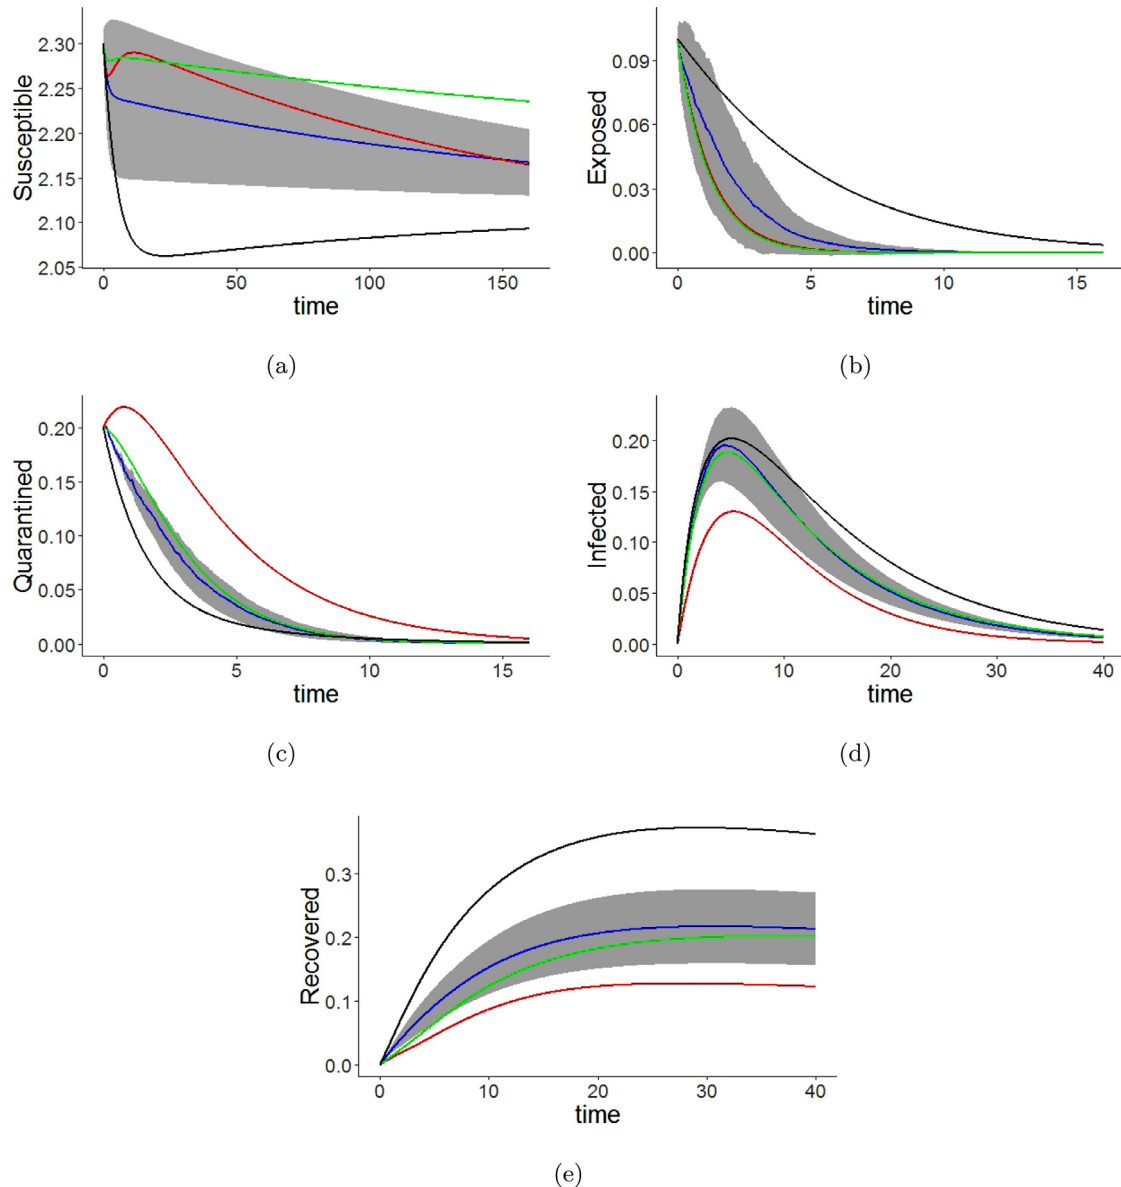 Susceptible
2.30
2.25
2.20
2.15
2.10
2.05
0 50 100 150
time
(a)
Exposed
0.09
0.06
0.03
0.00
0 5 10 15
time
(b)
Quarantined
0.20
0.15
0.10
0.05
0.00
0 5 10 15
time
(c)
Infected
0.20
0.15
0.10
0.05
0.00
0 10 20 30 40
time
(d)
Recovered
0.3
0.2
0.1
0.0
0 10 20 30 40
time
(e)